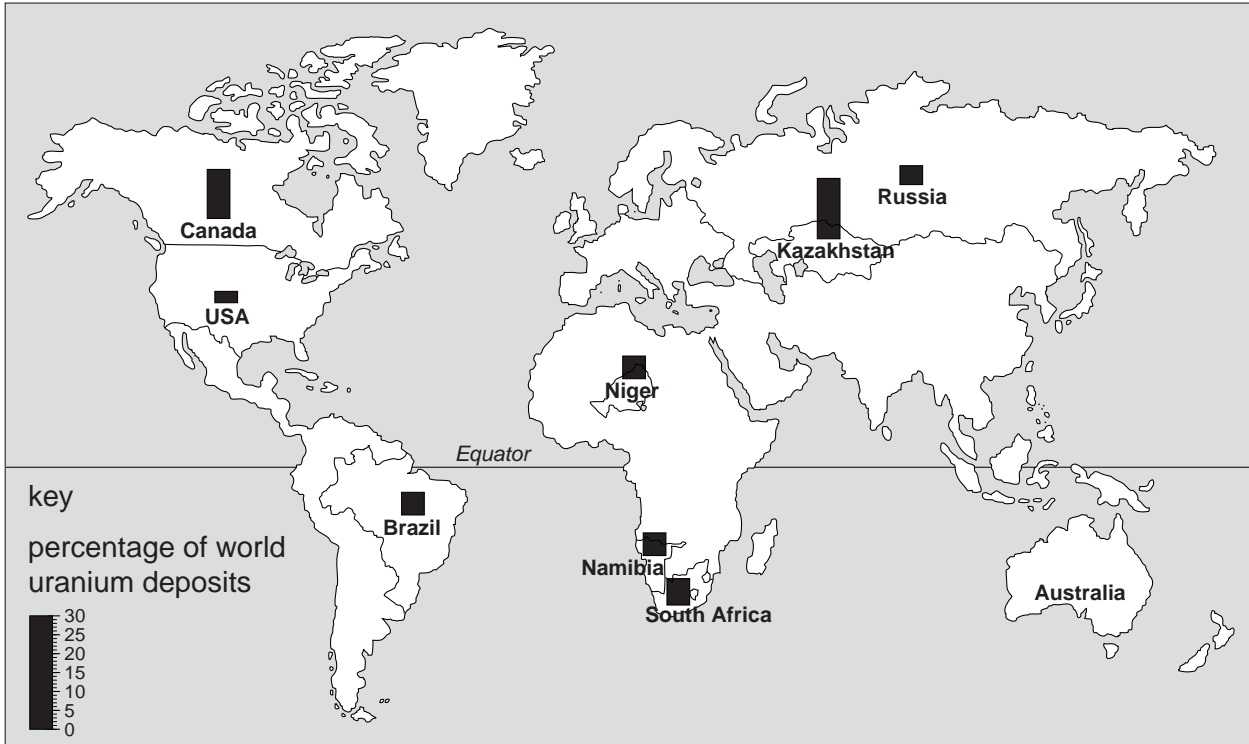 Russia
Canada
Kazakhstan
USA
Niger
Equator
key
Brazil
percentage of world
uranium deposits
Namibia
Australia
South Africa
30
25
20
15
10
5
0